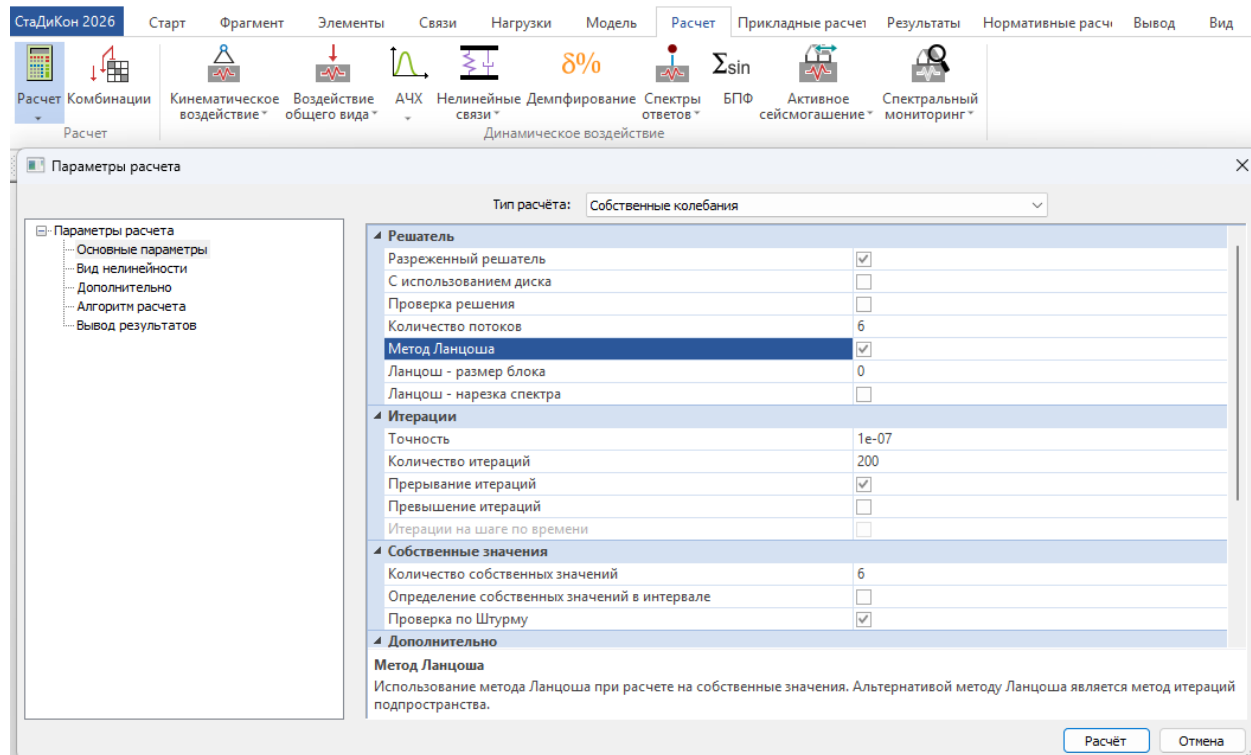 СтаДиКон 2026 Старт Фрагмент Элементы Связи Нагрузки Модель Расчет Прикладные расчет Результаты Нормативные расч Вывод Вид
δ% Σsin
Расчет Комбинации Кинематическое Воздействие АЧХ Нелинейные Демпфирование Спектры БПФ Активное Спектральный
воздействие общего вида связи ответов сейсмогашение мониторинг
Расчет Динамическое воздействие
Параметры расчета
Тип расчёта: Собственные колебания
Параметры расчета
Основные параметры
Вид нелинейности
Дополнительно
Алгоритм расчета
Вывод результатов
Решатель
Разреженный решатель
С использованием диска
Проверка решения
Количество потоков 6
Метод Ланцоша
Ланцош - размер блока 0
Ланцош - нарезка спектра
Итерации
Точность 1e-07
Количество итераций 200
Прерывание итераций
Превышение итераций
Итерации на шаге по времени
Собственные значения
Количество собственных значений 6
Определение собственных значений в интервале
Проверка по Штурму
Дополнительно
Метод Ланцоша
Использование метода Ланцоша при расчете на собственные значения. Альтернативой методу Ланцоша является метод итераций
подпространства.
Расчёт Отмена